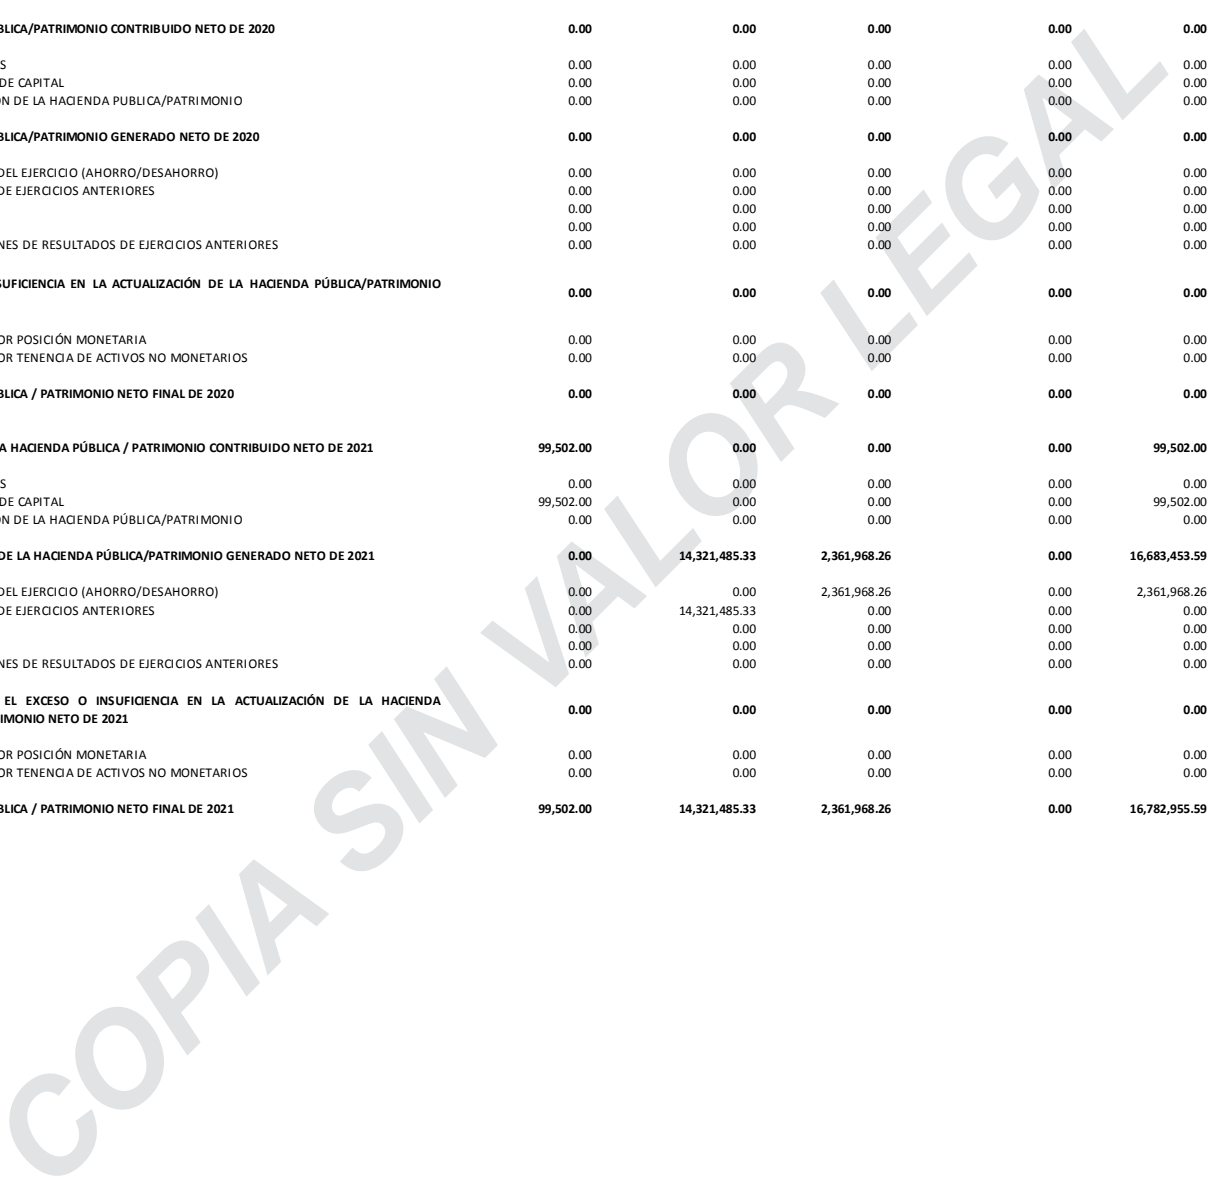 BLICA/PATRIMONIO CONTRIBUIDO NETO DE 2020 0.00 0.00 0.00 0.00 0.00
S 0.00 0.00 0.00 0.00 0.00
DE CAPITAL 0.00 0.00 0.00 0.00 0.00
N DE LA HACIENDA PUBLICA/PATRIMONIO 0.00 0.00 0.00 0.00 0.00
BLICA/PATRIMONIO GENERADO NETO DE 2020 0.00 0.00 0.00 0.00 0.00
DEL EJERCICIO (AHORRO/DESAHORRO) 0.00 0.00 0.00 0.00 0.00
DE EJERCICIOS ANTERIORES 0.00 0.00 0.00 0.00 0.00
0.00 0.00 0.00 0.00 0.00
0.00 0.00 0.00 0.00 0.00
NES DE RESULTADOS DE EJERCICIOS ANTERIORES 0.00 0.00 0.00 0.00 0.00
SUFICIENCIA EN LA ACTUALIZACIÓN DE LA HACIENDA PÚBLICA/PATRIMONIO 0.00 0.00 0.00 0.00 0.00
OR POSICIÓN MONETARIA 0.00 0.00 0.00 0.00 0.00
OR TENENCIA DE ACTIVOS NO MONETARIOS 0.00 0.00 0.00 0.00 0.00
BLICA / PATRIMONIO NETO FINAL DE 2020 0.00 0.00 0.00 0.00 0.00
A HACIENDA PÚBLICA / PATRIMONIO CONTRIBUIDO NETO DE 2021 99,502.00 0.00 0.00 0.00 99,502.00
S 0.00 0.00 0.00 0.00 0.00
DE CAPITAL 99,502.00 0.00 0.00 0.00 99,502.00
N DE LA HACIENDA PÚBLICA/PATRIMONIO 0.00 0.00 0.00 0.00 0.00
DE LA HACIENDA PÚBLICA/PATRIMONIO GENERADO NETO DE 2021 0.00 14,321,485.33 2,361,968.26 0.00 16,683,453.59
DEL EJERCICIO (AHORRO/DESAHORRO) 0.00 0.00 2,361,968.26 0.00 2,361,968.26
DE EJERCICIOS ANTERIORES 0.00 14,321,485.33 0.00 0.00 0.00
0.00 0.00 0.00 0.00 0.00
0.00 0.00 0.00 0.00 0.00
NES DE RESULTADOS DE EJERCICIOS ANTERIORES 0.00 0.00 0.00 0.00 0.00
EL EXCESO O INSUFICIENCIA EN LA ACTUALIZACIÓN DE LA HACIENDA
IMONIO NETO DE 2021 0.00 0.00 0.00 0.00 0.00
OR POSICIÓN MONETARIA 0.00 0.00 0.00 0.00 0.00
OR TENENCIA DE ACTIVOS NO MONETARIOS 0.00 0.00 0.00 0.00 0.00
BLICA / PATRIMONIO NETO FINAL DE 2021 99,502.00 14,321,485.33 2,361,968.26 0.00 16,782,955.59
COPIA SIN VALOR LEGAL